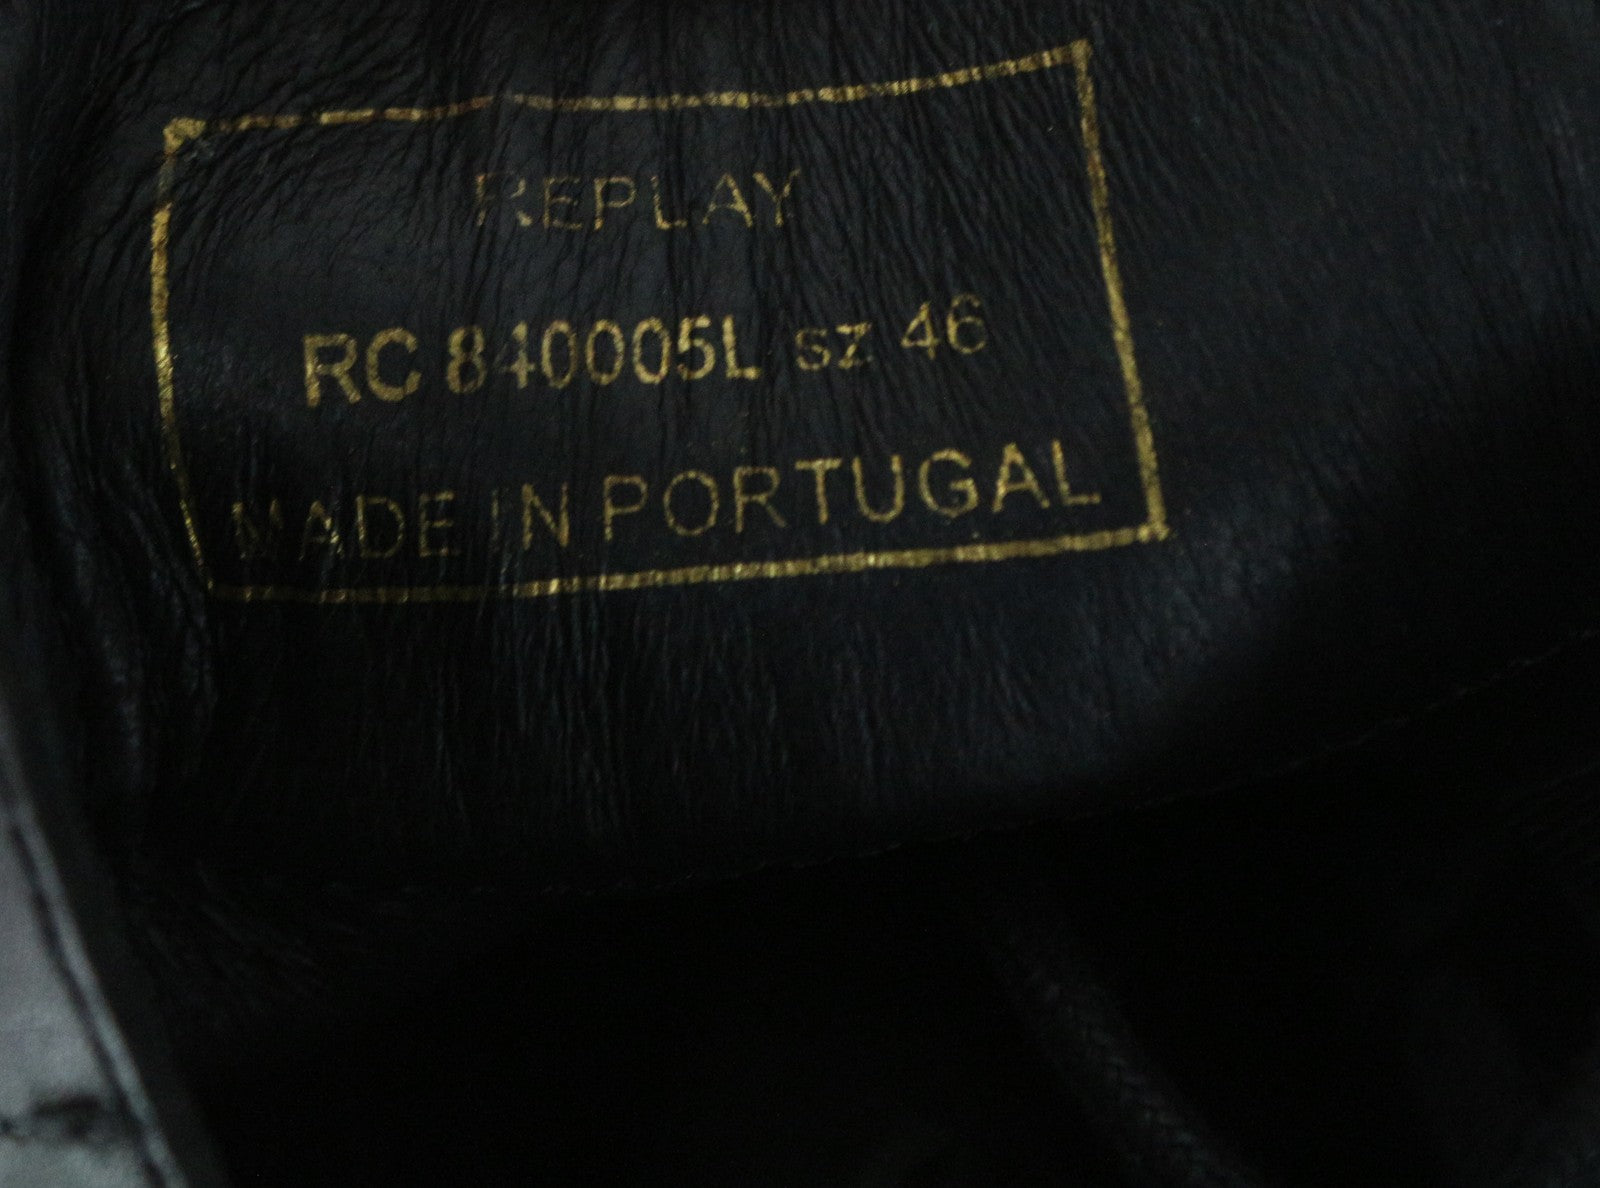 REPLAY
RC 840005L sz 46
MADE IN PORTUGAL